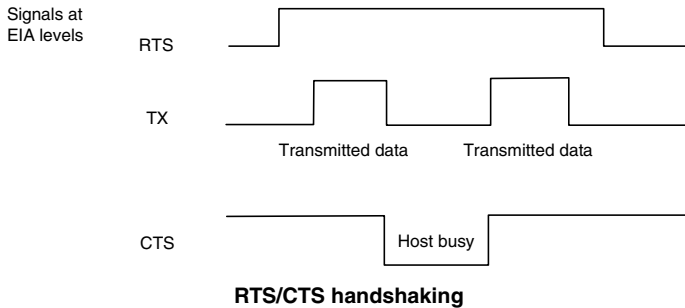 Signals at
EIA levels
RTS
TX
Transmitted data
Transmitted data
CTS
Host busy
RTS/CTS handshaking